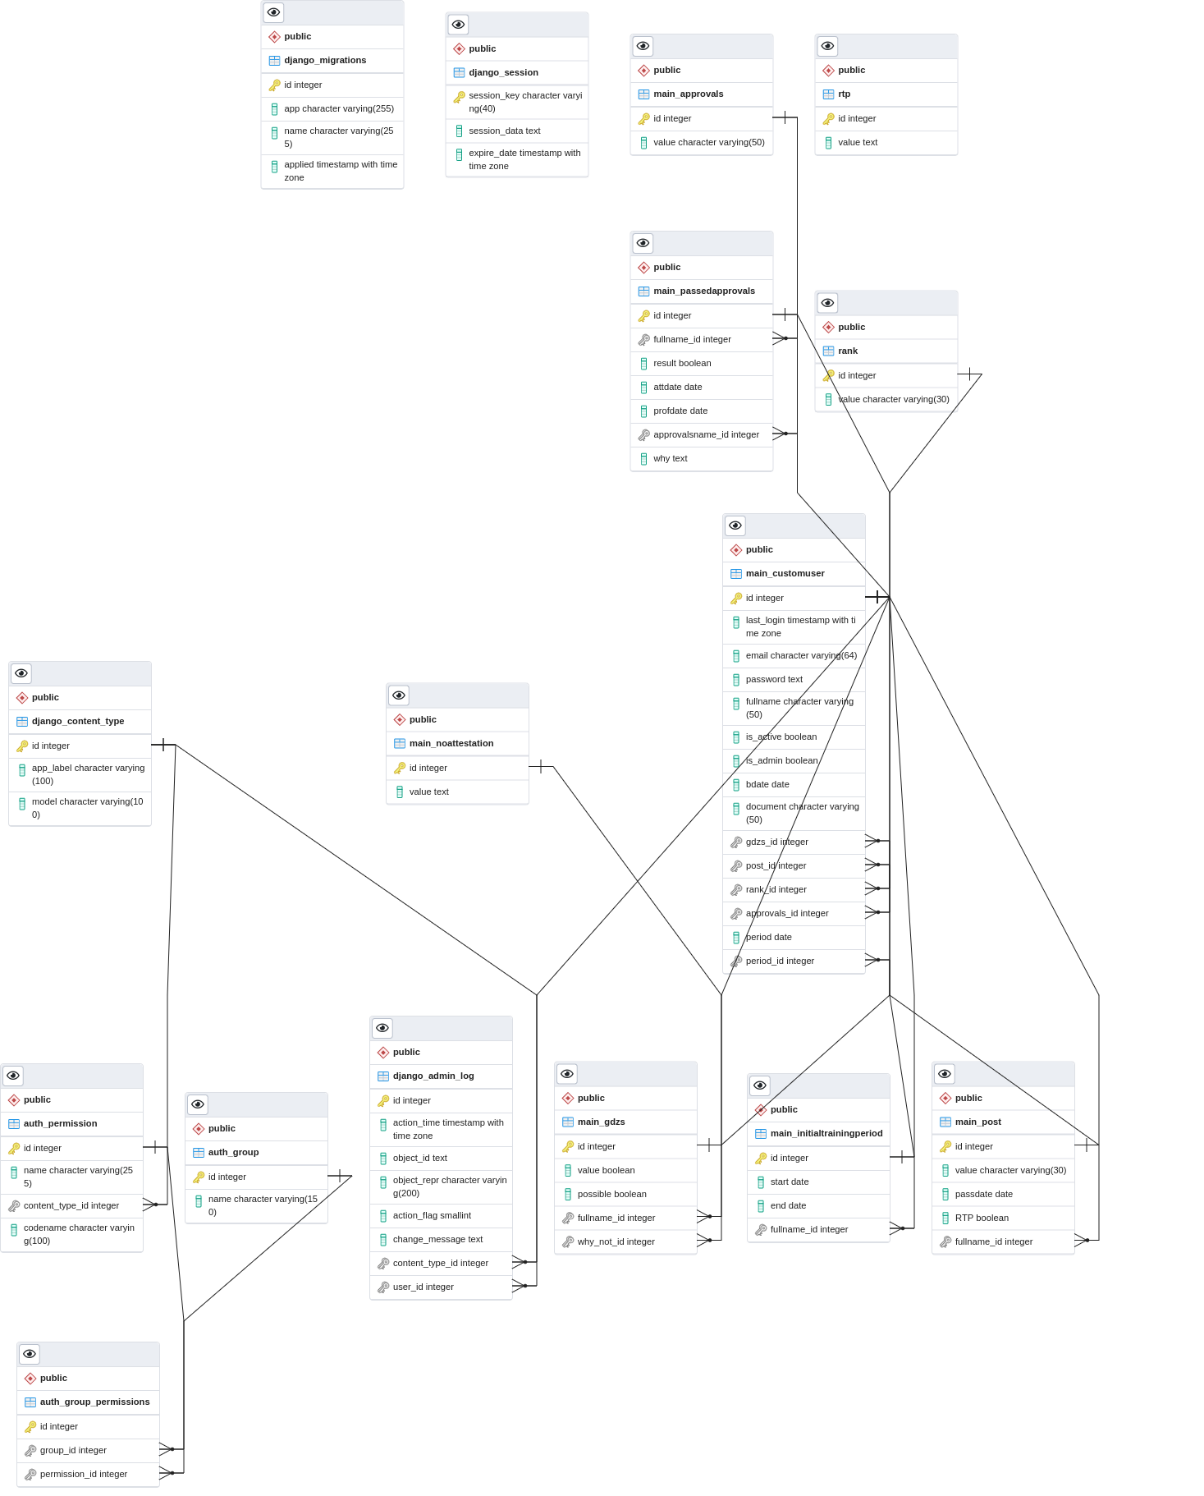 public
django_migrations
id integer
app character varying(255)
name character varying(25
5)
applied timestamp with time
zone
public
django_session
session_key character varyi
ng(40)
session_data text
expire_date timestamp with
time zone
public
main_approvals
id integer
value character varying(50)
public
rtp
id integer
value text
public
main_passedapprovals
id integer
fullname_id integer
result boolean
attdate date
profdate date
approvalsname_id integer
why text
public
rank
id integer
value character varying(30)
public
main_customuser
id integer
last_login timestamp with ti
me zone
email character varying(64)
password text
fullname character varying
(50)
is_active boolean
is_admin boolean
bdate date
document character varying
(50)
gdzs_id integer
post_id integer
rank_id integer
approvals_id integer
period date
period_id integer
public
django_content_type
id integer
app_label character varying
(100)
model character varying(10
0)
public
main_noattestation
id integer
value text
public
auth_permission
id integer
name character varying(25
5)
content_type_id integer
codename character varyin
g(100)
public
auth_group
id integer
name character varying(15
0)
public
django_admin_log
id integer
action_time timestamp with
time zone
object_id text
object_repr character varyin
g(200)
action_flag smallint
change_message text
content_type_id integer
user_id integer
public
main_gdzs
id integer
value boolean
possible boolean
fullname_id integer
why_not_id integer
public
main_initialtrainingperiod
id integer
start date
end date
fullname_id integer
public
main_post
id integer
value character varying(30)
passdate date
RTP boolean
fullname_id integer
public
auth_group_permissions
id integer
group_id integer
permission_id integer